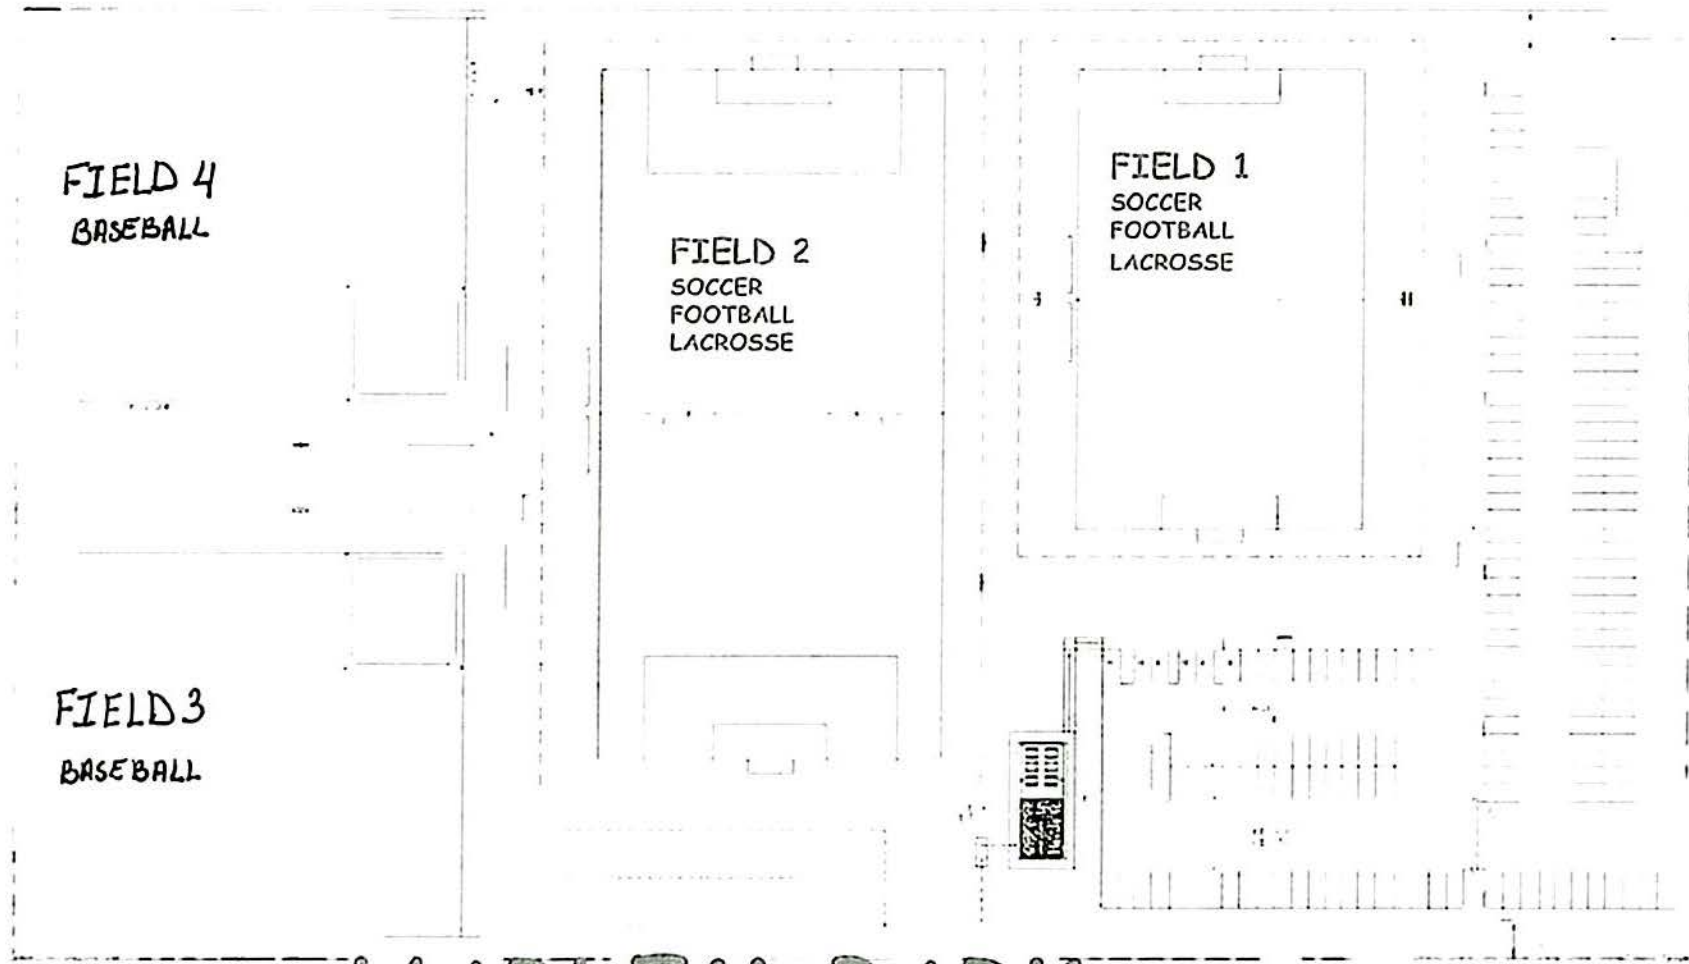 FIELD 4
BASEBALL
FIELD 2
SOCCER
FOOTBALL
LACROSSE
FIELD 1
SOCCER
FOOTBALL
LACROSSE
FIELD 3
BASEBALL